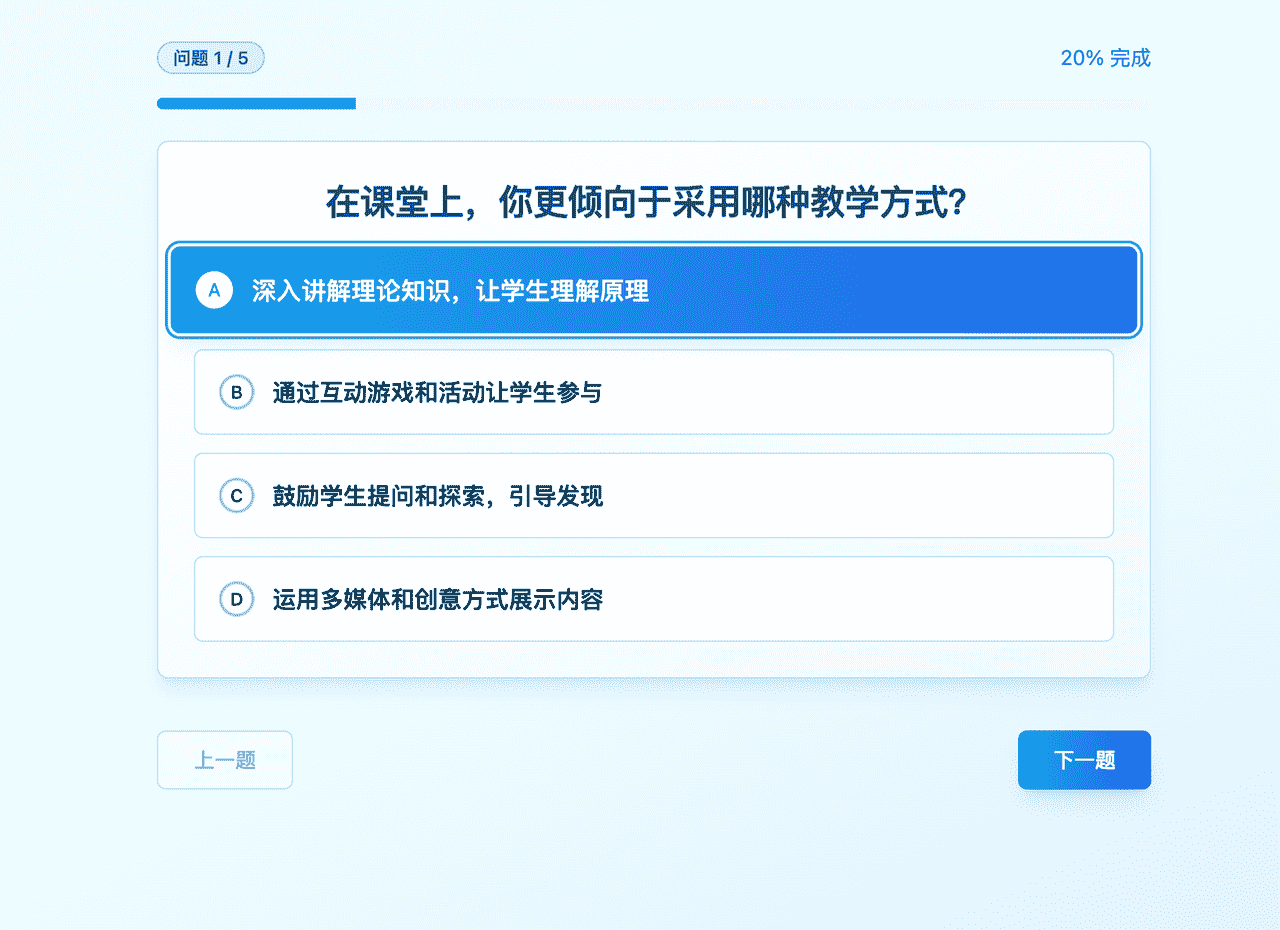 问题 1 / 5
20% 完成
在课堂上，你更倾向于采用哪种教学方式？
A 深入讲解理论知识，让学生理解原理
B 通过互动游戏和活动让学生参与
C 鼓励学生提问和探索，引导发现
D 运用多媒体和创意方式展示内容
上一题
下一题